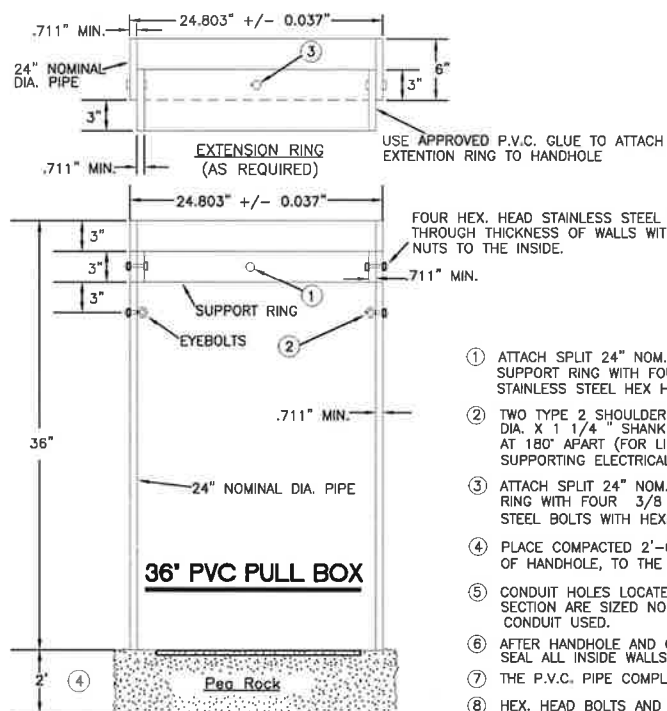 .711" MIN.
24.803" +/- 0.037"
24" NOMINAL
DIA. PIPE
3
6"
3"
3"
.711" MIN.
EXTENSION RING
(AS REQUIRED)
USE APPROVED P.V.C. GLUE TO ATTACH
EXTENTION RING TO HANDHOLE
24.803" +/- 0.037"
FOUR HEX. HEAD STAINLESS STEEL
THROUGH THICKNESS OF WALLS WIT
NUTS TO THE INSIDE.
3"
3"
3"
.711" MIN.
1
SUPPORT RING
EYEBOLTS
2
.711" MIN.
36"
24" NOMINAL DIA. PIPE
36" PVC PULL BOX
2'
4
Pea Rock
1 ATTACH SPLIT 24" NOM.
SUPPORT RING WITH FOU
STAINLESS STEEL HEX H
2 TWO TYPE 2 SHOULDER
DIA. X 1 1/4 " SHANK
AT 180° APART (FOR LI
SUPPORTING ELECTRICAL
3 ATTACH SPLIT 24" NOM.
RING WITH FOUR 3/8
STEEL BOLTS WITH HEX
4 PLACE COMPACTED 2'-
OF HANDHOLE, TO THE
5 CONDUIT HOLES LOCATE
SECTION ARE SIZED NO
CONDUIT USED.
6 AFTER HANDHOLE AND
SEAL ALL INSIDE WALLS
7 THE P.V.C. PIPE COMPL
8 HEX. HEAD BOLTS AND